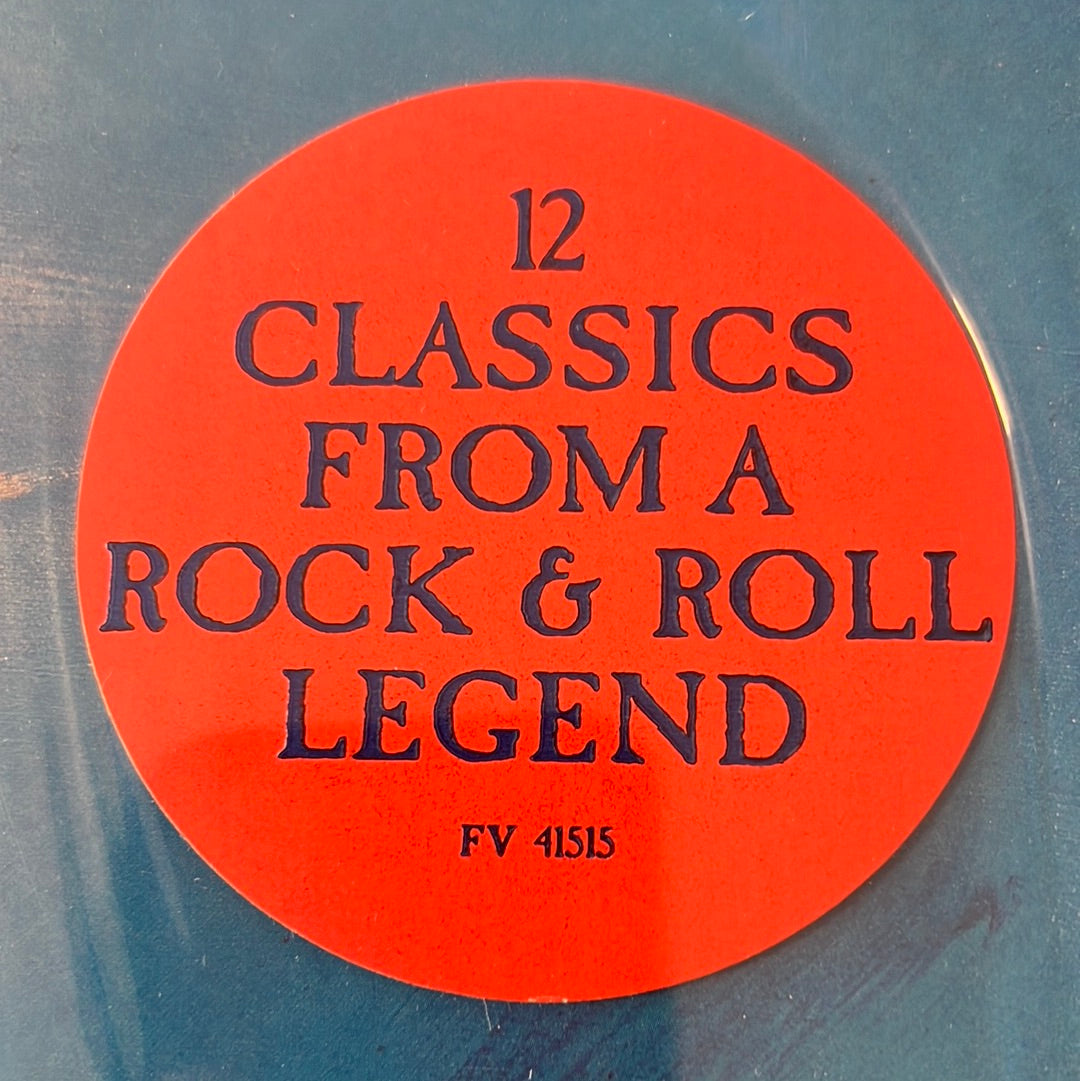 12
CLASSICS
FROM A
ROCK & ROLL
LEGEND
FV 41515